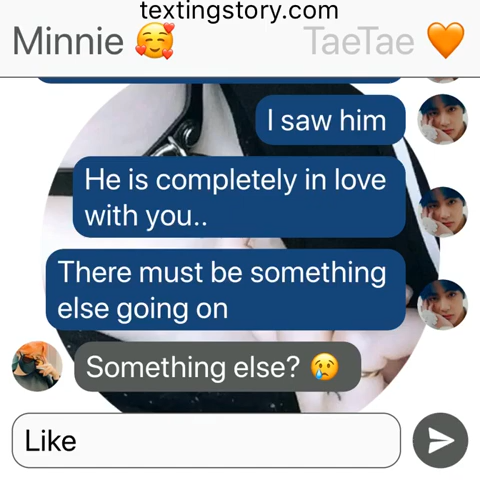 textingstory.com
Minnie 🥰 TaeTae 🧡
I saw him
He is completely in love
with you..
There must be something
else going on
Something else? 😢
Like